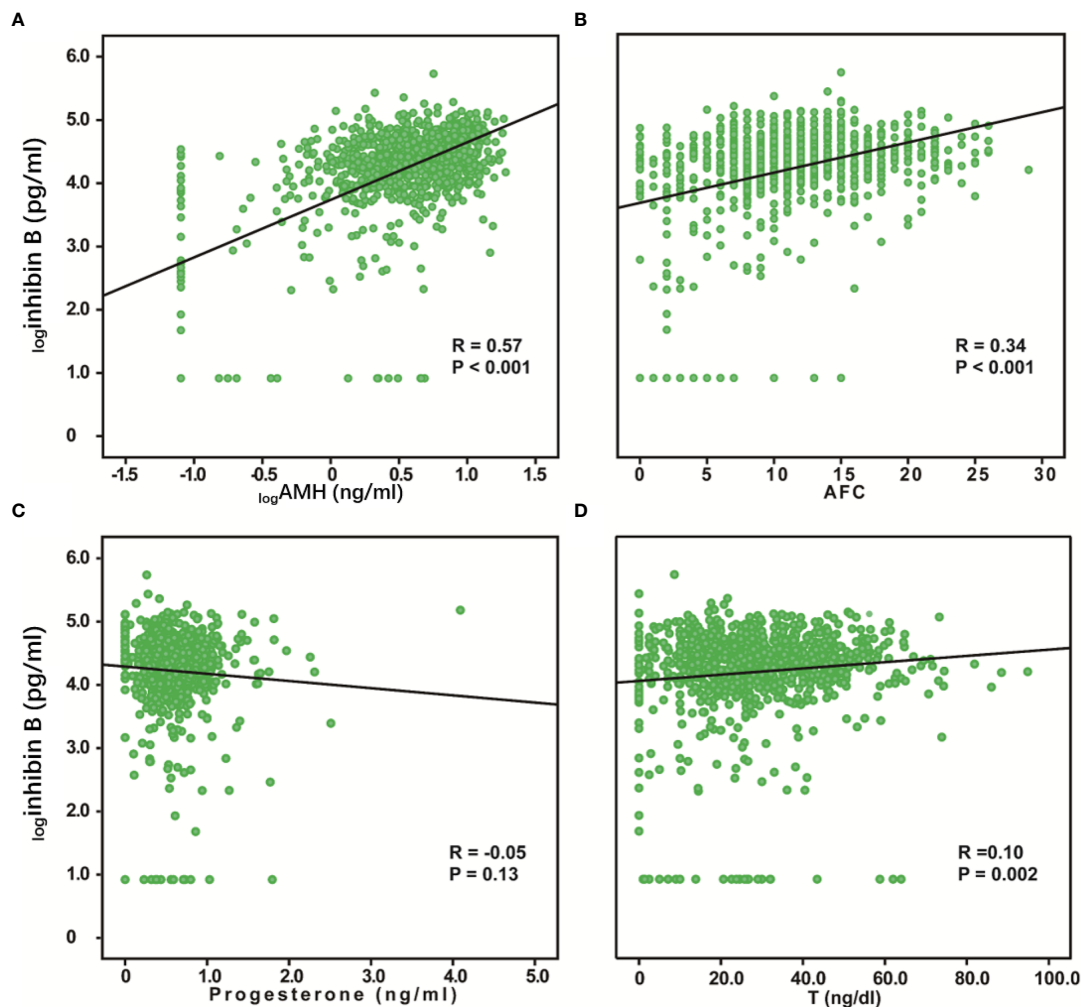 A
6.0
5.0
4.0
3.0
2.0
1.0
0
loginhibin B (pg/ml)
R = 0.57
P < 0.001
-1.5 -1.0 -0.5 0 0.5 1.0 1.5
logAMH (ng/ml)
B
R = 0.34
P < 0.001
0 5 10 15 20 25 30
AFC
C
6.0
5.0
4.0
3.0
2.0
1.0
0
loginhibin B (pg/ml)
R = -0.05
P = 0.13
0 1.0 2.0 3.0 4.0 5.0
Progesterone (ng/ml)
D
R =0.10
P = 0.002
0 20.0 40.0 60.0 80.0 100.0
T (ng/dl)